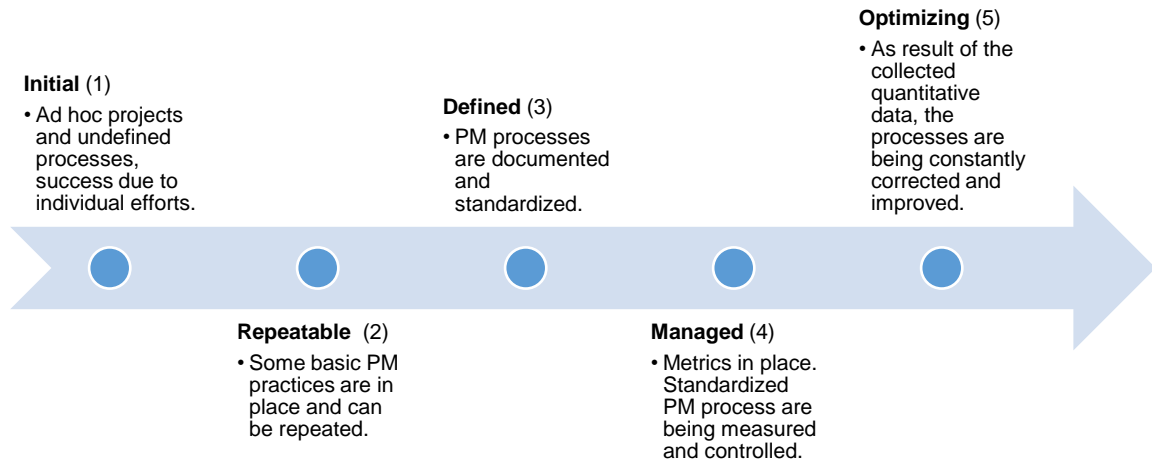 Initial (1)
• Ad hoc projects
and undefined
processes,
success due to
individual efforts.
Repeatable (2)
• Some basic PM
practices are in
place and can
be repeated.
Defined (3)
• PM processes
are documented
and
standardized.
Managed (4)
• Metrics in place.
Standardized
PM process are
being measured
and controlled.
Optimizing (5)
• As result of the
collected
quantitative
data, the
processes are
being constantly
corrected and
improved.